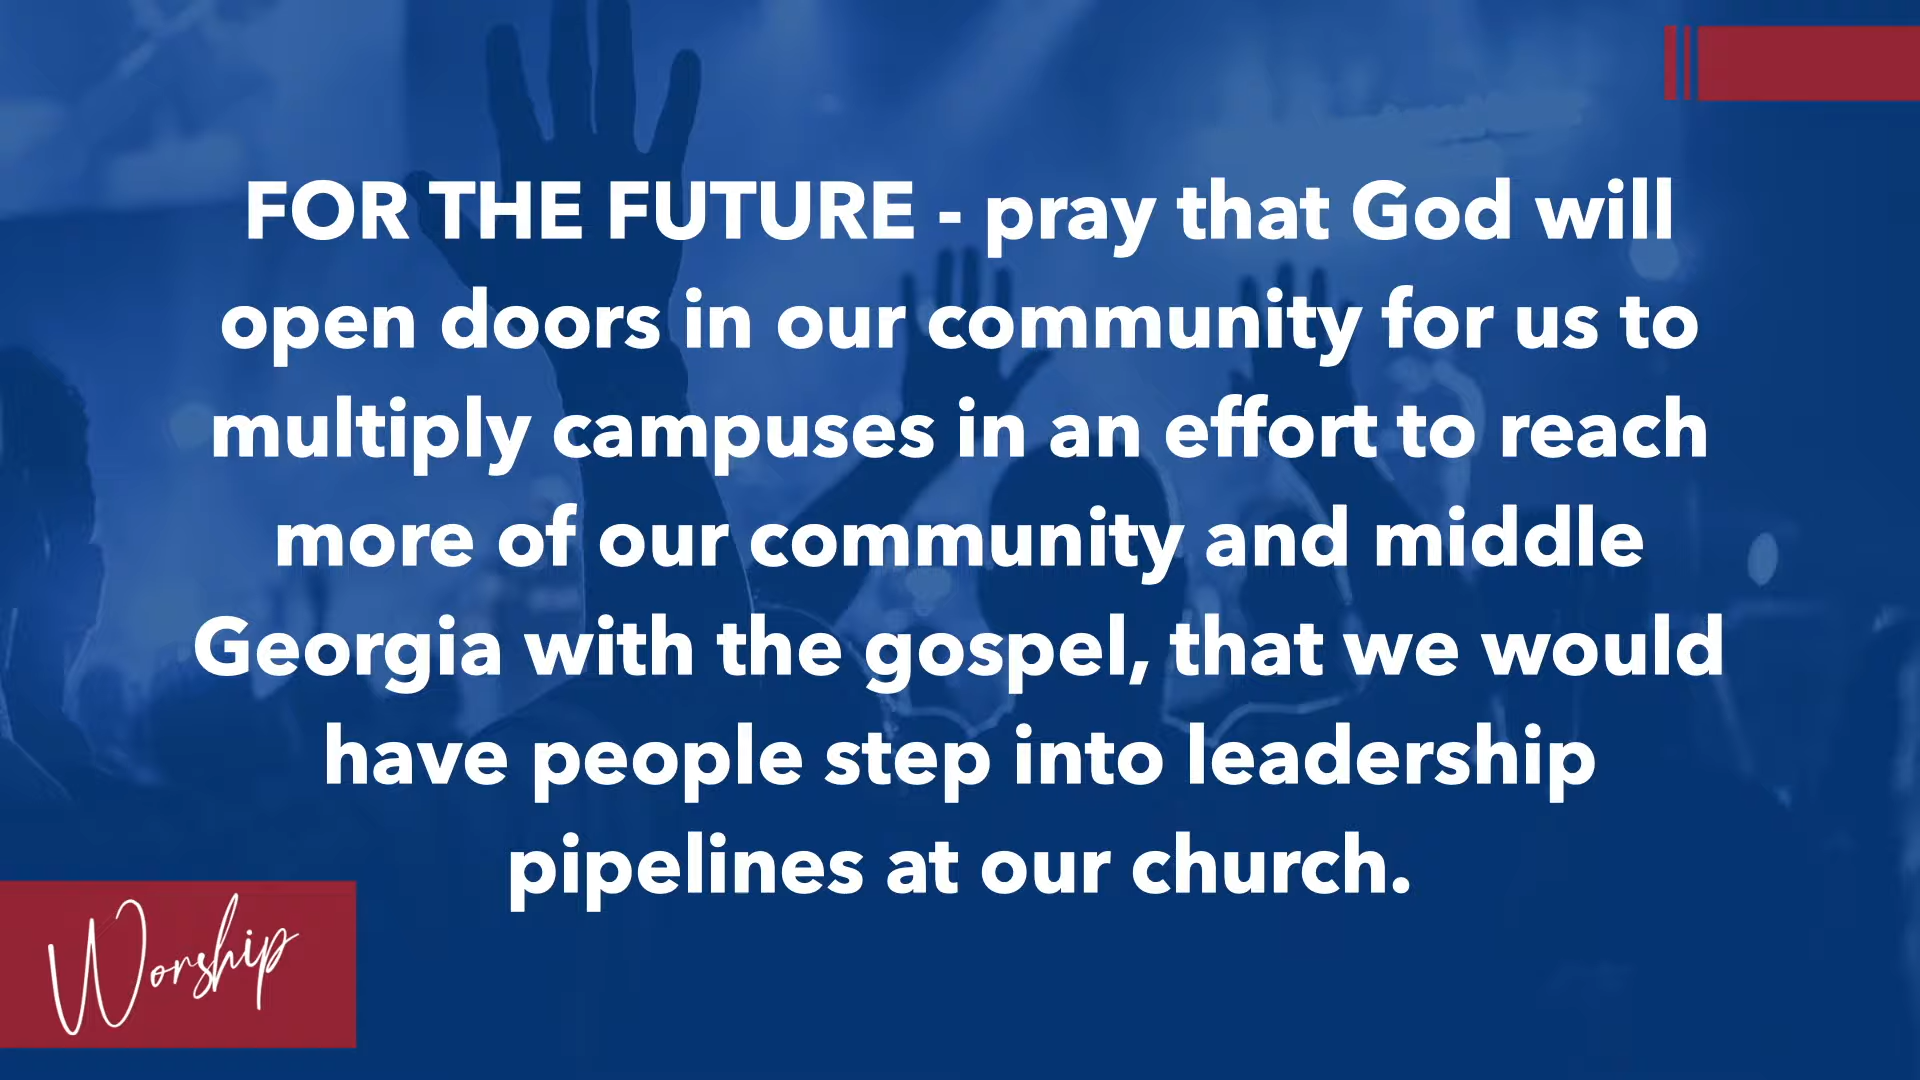 FOR THE FUTURE - pray that God will
open doors in our community for us to
multiply campuses in an effort to reach
more of our community and middle
Georgia with the gospel, that we would
have people step into leadership
pipelines at our church.
Worship